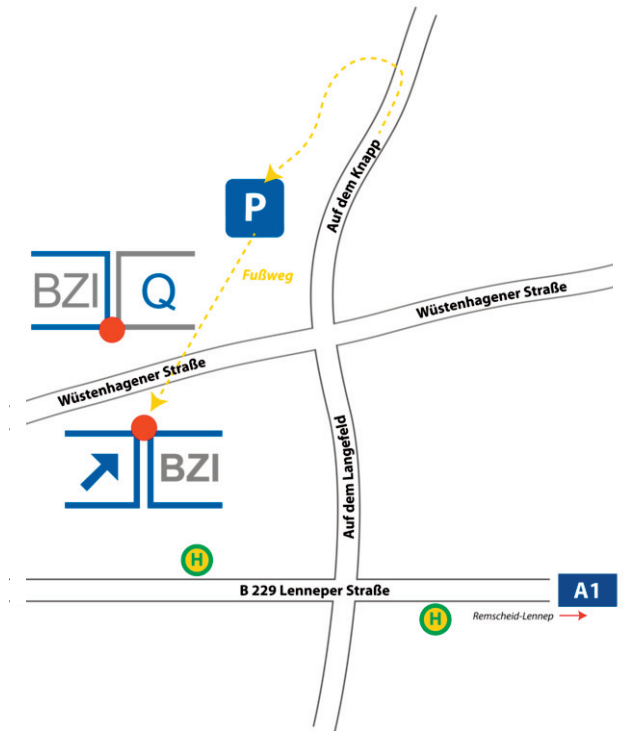 Auf dem Knapp
P
Fußweg
BZI Q
Wüstenhagener Straße
Wüstenhagener Straße
BZI
Auf dem Langefeld
H
B 229 Lenneper Straße
A1
H
Remscheid-Lennep